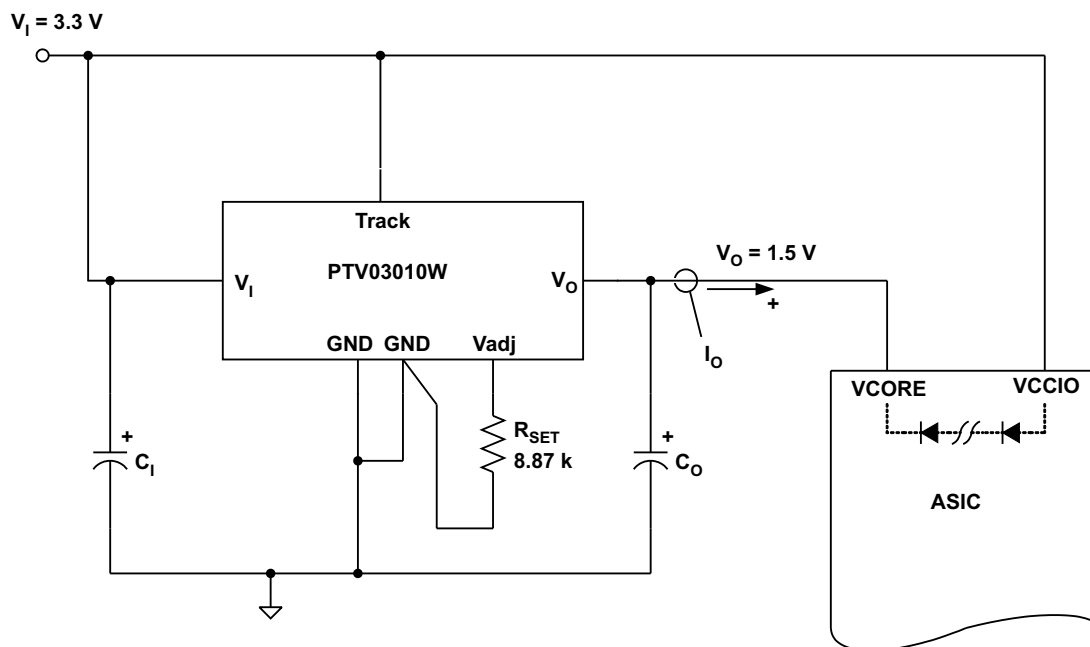 V_I = 3.3 V
Track
PTV03010W
V_I
V_O
GND GND Vadj
V_O = 1.5 V
+
I_O
VCORE VCCIO
R_SET
8.87 k
+
C_I
+
C_O
ASIC